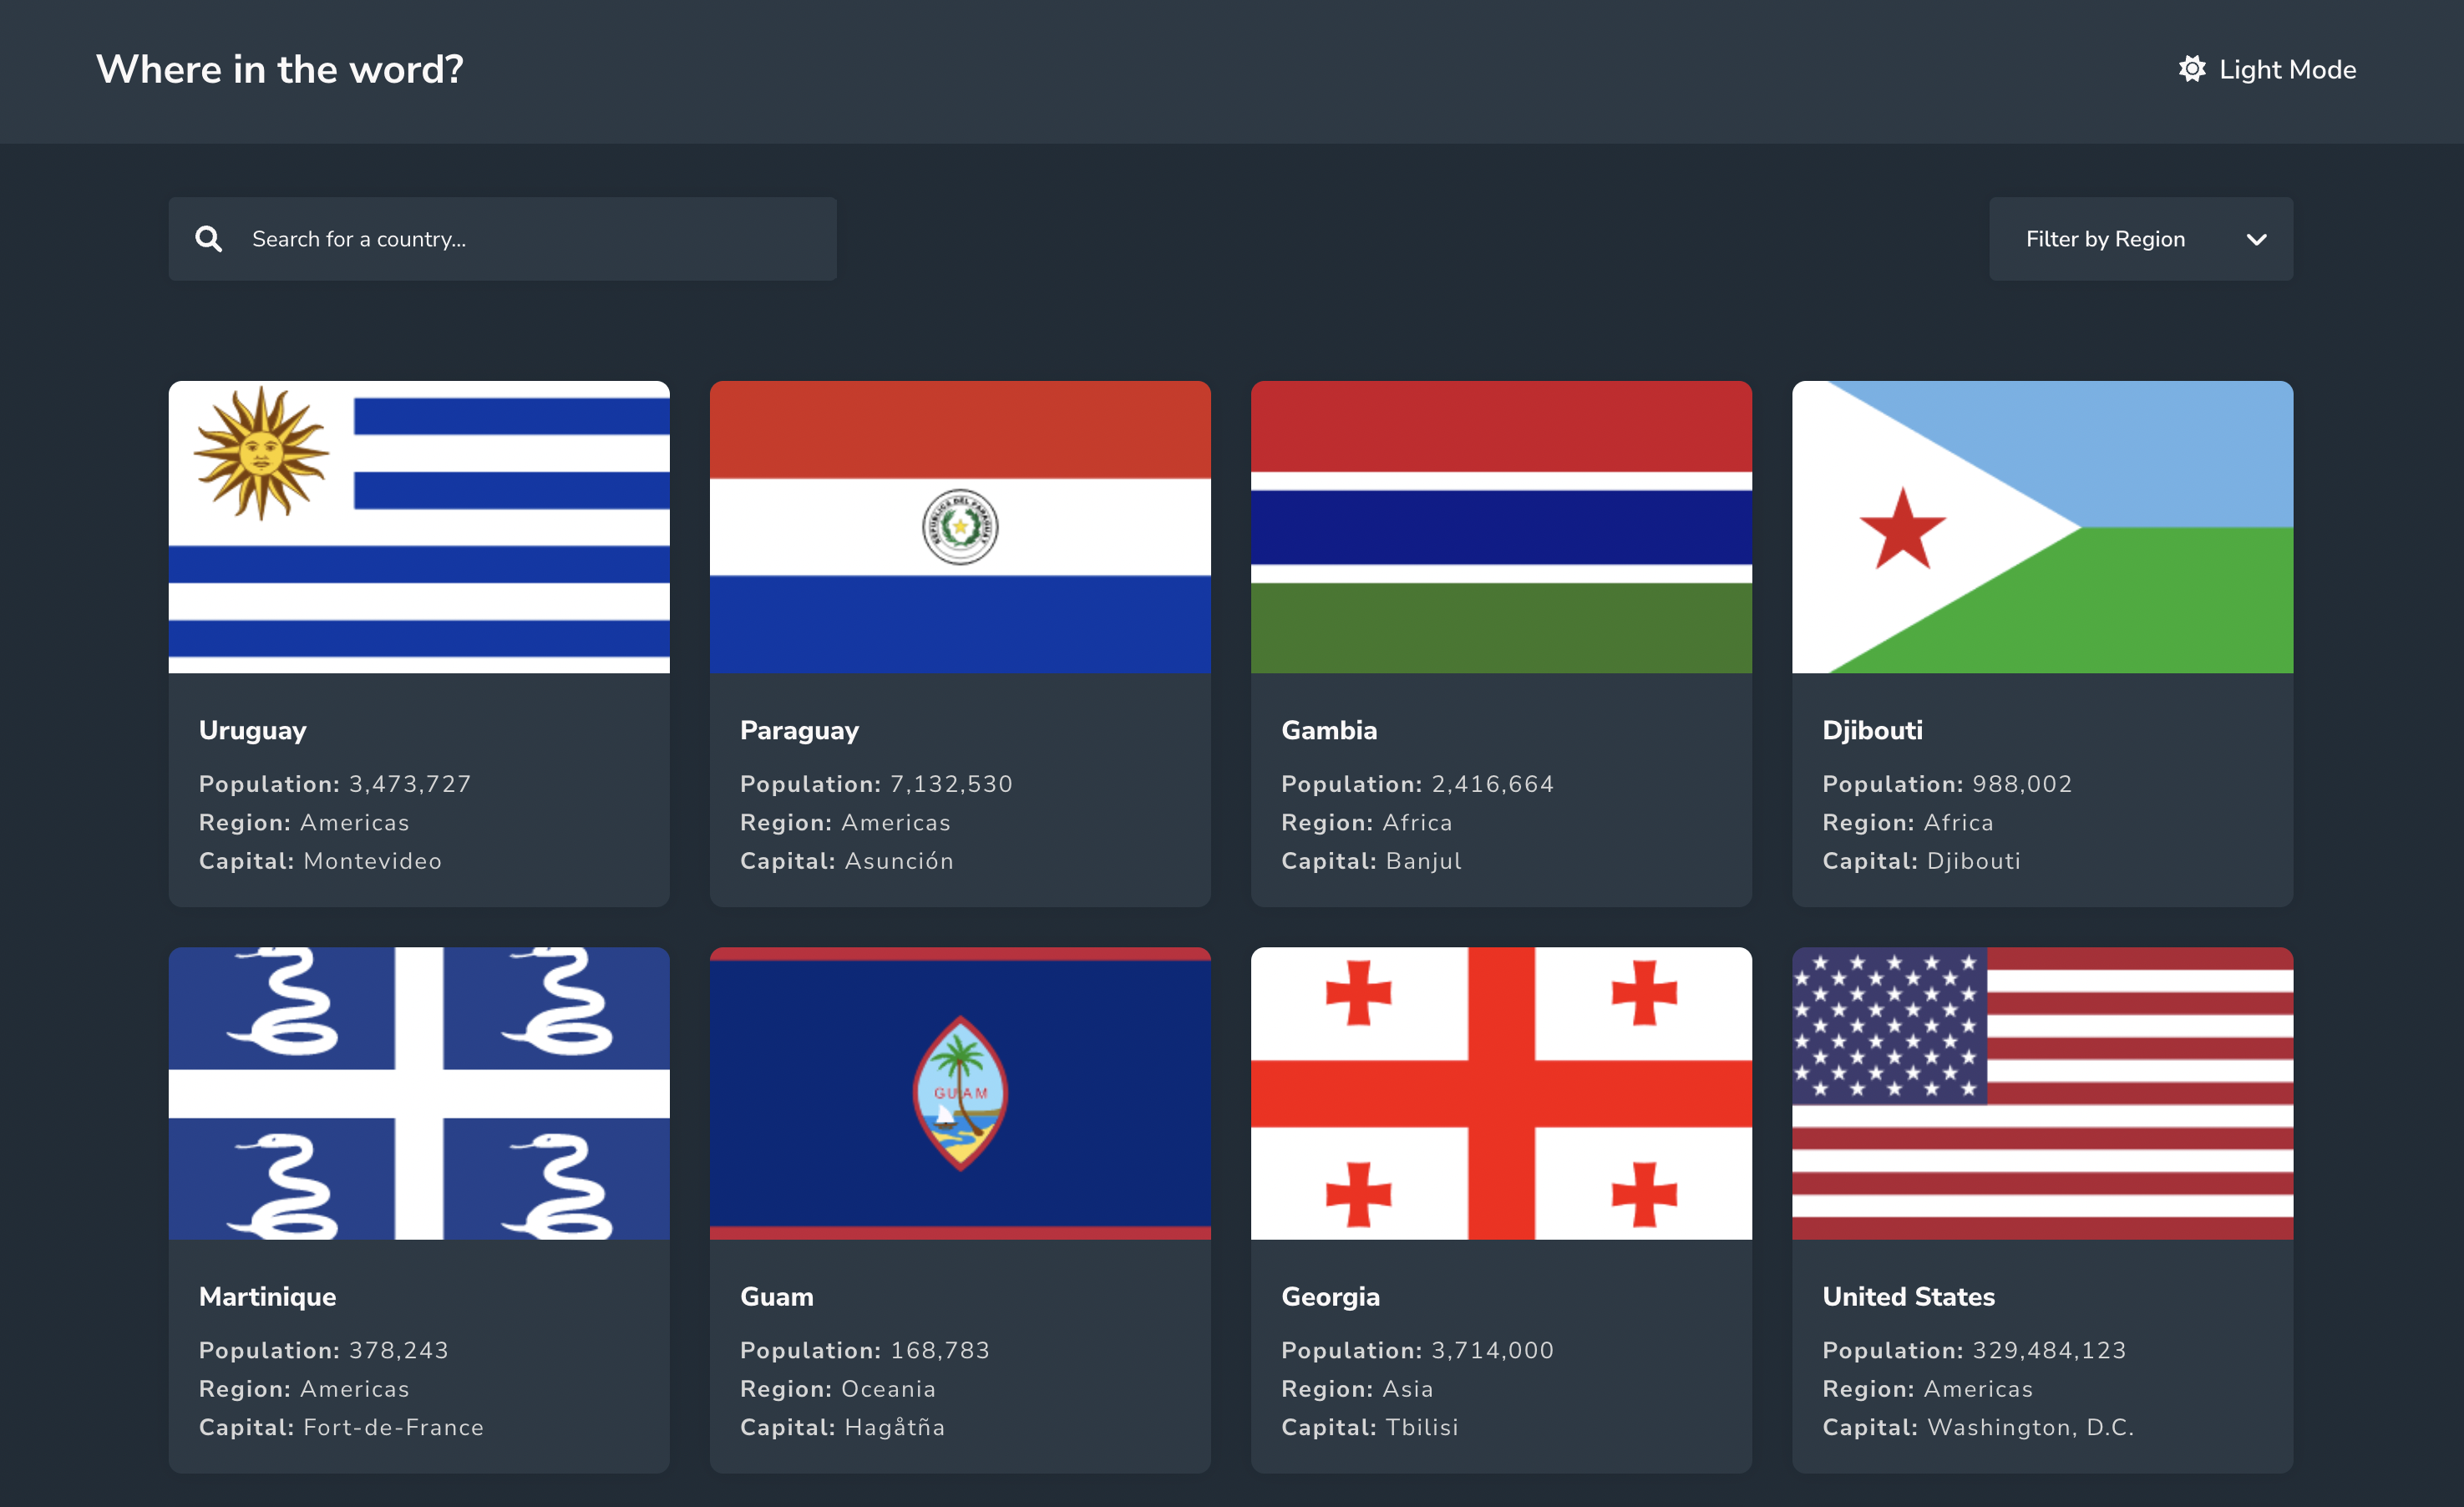 Where in the word?
Light Mode
Search for a country...
Filter by Region
REPUBLICA DEL PARAGUAY
Uruguay
Population: 3,473,727
Region: Americas
Capital: Montevideo
Paraguay
Population: 7,132,530
Region: Americas
Capital: Asunción
Gambia
Population: 2,416,664
Region: Africa
Capital: Banjul
Djibouti
Population: 988,002
Region: Africa
Capital: Djibouti
GUAM
Martinique
Population: 378,243
Region: Americas
Capital: Fort-de-France
Guam
Population: 168,783
Region: Oceania
Capital: Hagåtña
Georgia
Population: 3,714,000
Region: Asia
Capital: Tbilisi
United States
Population: 329,484,123
Region: Americas
Capital: Washington, D.C.